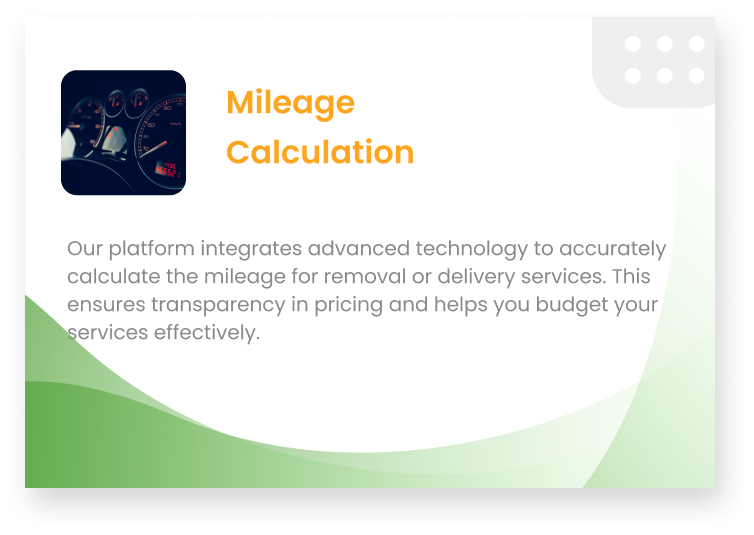 Mileage
Calculation
Our platform integrates advanced technology to accurately
calculate the mileage for removal or delivery services. This
ensures transparency in pricing and helps you budget your
services effectively.